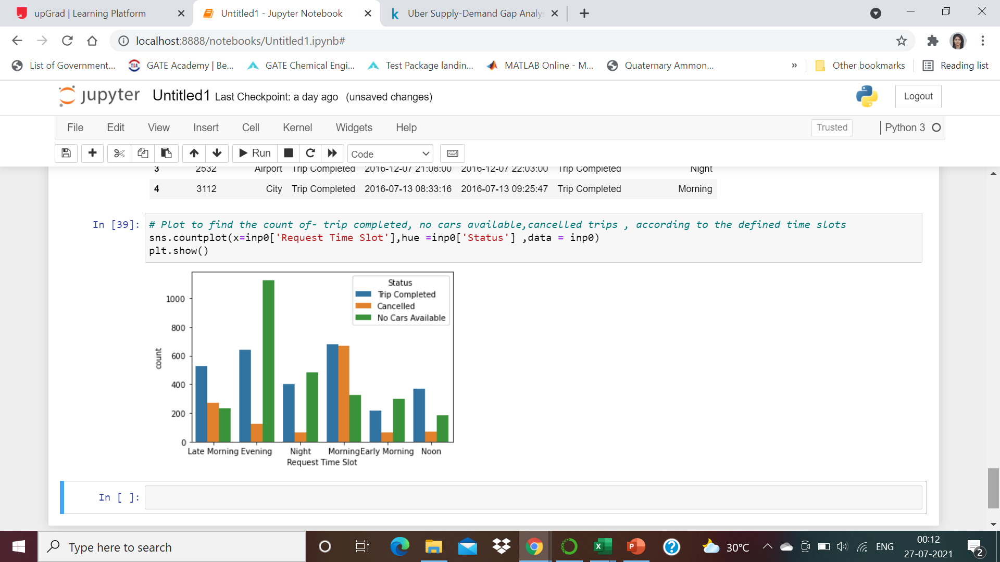 upGrad | Learning Platform
Untitled1 - Jupyter Notebook
Uber Supply-Demand Gap Analys
localhost:8888/notebooks/Untitled1.ipynb#
List of Government...
GATE Academy | Be...
GATE Chemical Engi...
Test Package landin...
MATLAB Online - M...
Quaternary Ammon...
»
Other bookmarks
Reading list
jupyter Untitled1 Last Checkpoint: a day ago (unsaved changes)
Logout
File Edit View Insert Cell Kernel Widgets Help
Trusted
Python 3
Run
Code
3 2532 Airport Trip Completed 2016-12-07 21:08:00 2016-12-07 22:03:00 Trip Completed Night
4 3112 City Trip Completed 2016-07-13 08:33:16 2016-07-13 09:25:47 Trip Completed Morning
In [39]:
# Plot to find the count of- trip completed, no cars available,cancelled trips , according to the defined time slots
sns.countplot(x=inp0['Request Time Slot'],hue =inp0['Status'] ,data = inp0)
plt.show()
Status
Trip Completed
Cancelled
No Cars Available
1000
800
600
400
200
0
count
Late Morning Evening Night Morning Early Morning Noon
Request Time Slot
In [ ]:
Type here to search
30°C
ENG
00:12
27-07-2021
2